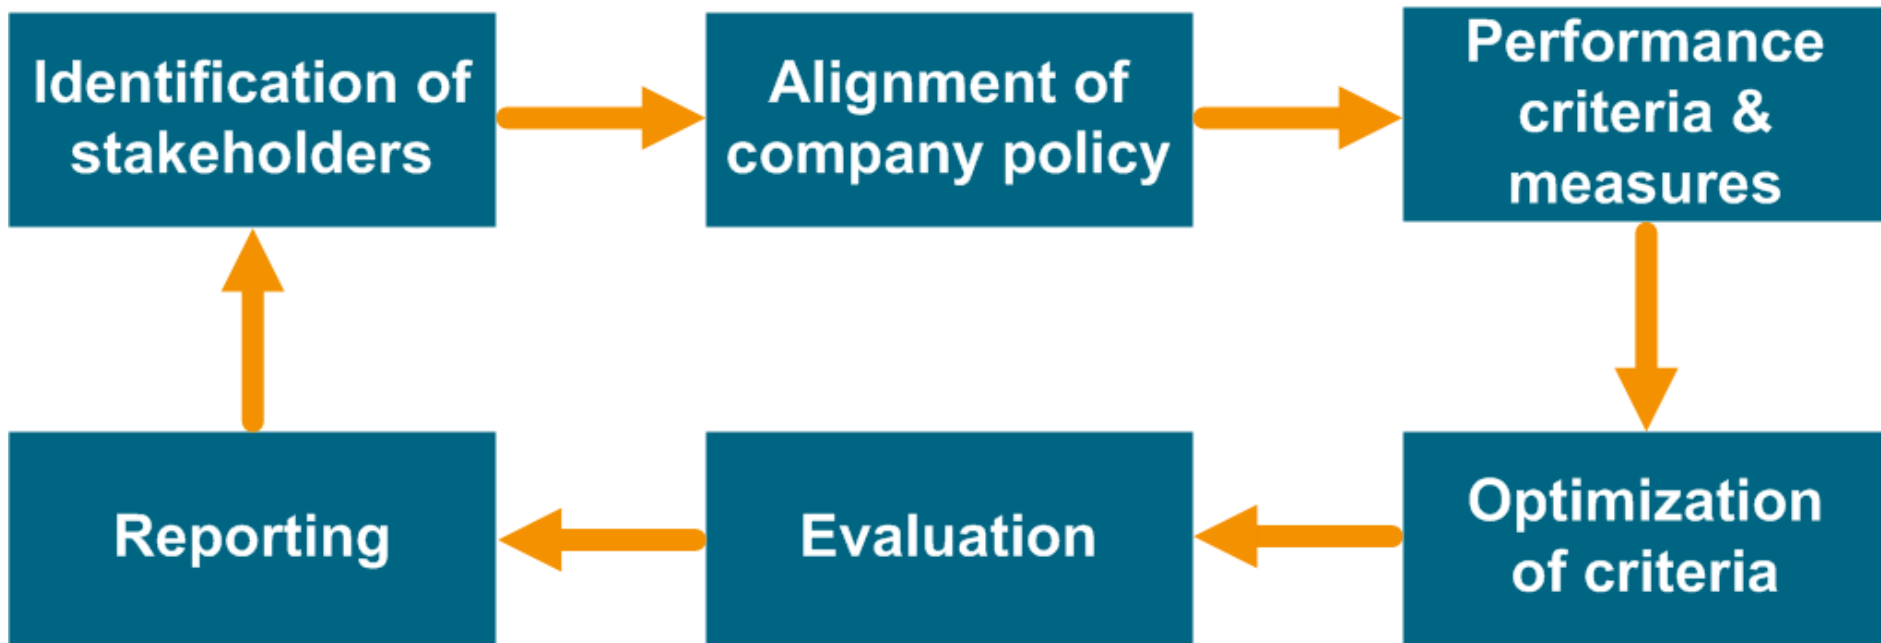 Identification of
stakeholders
Alignment of
company policy
Performance
criteria &
measures
Reporting
Evaluation
Optimization
of criteria